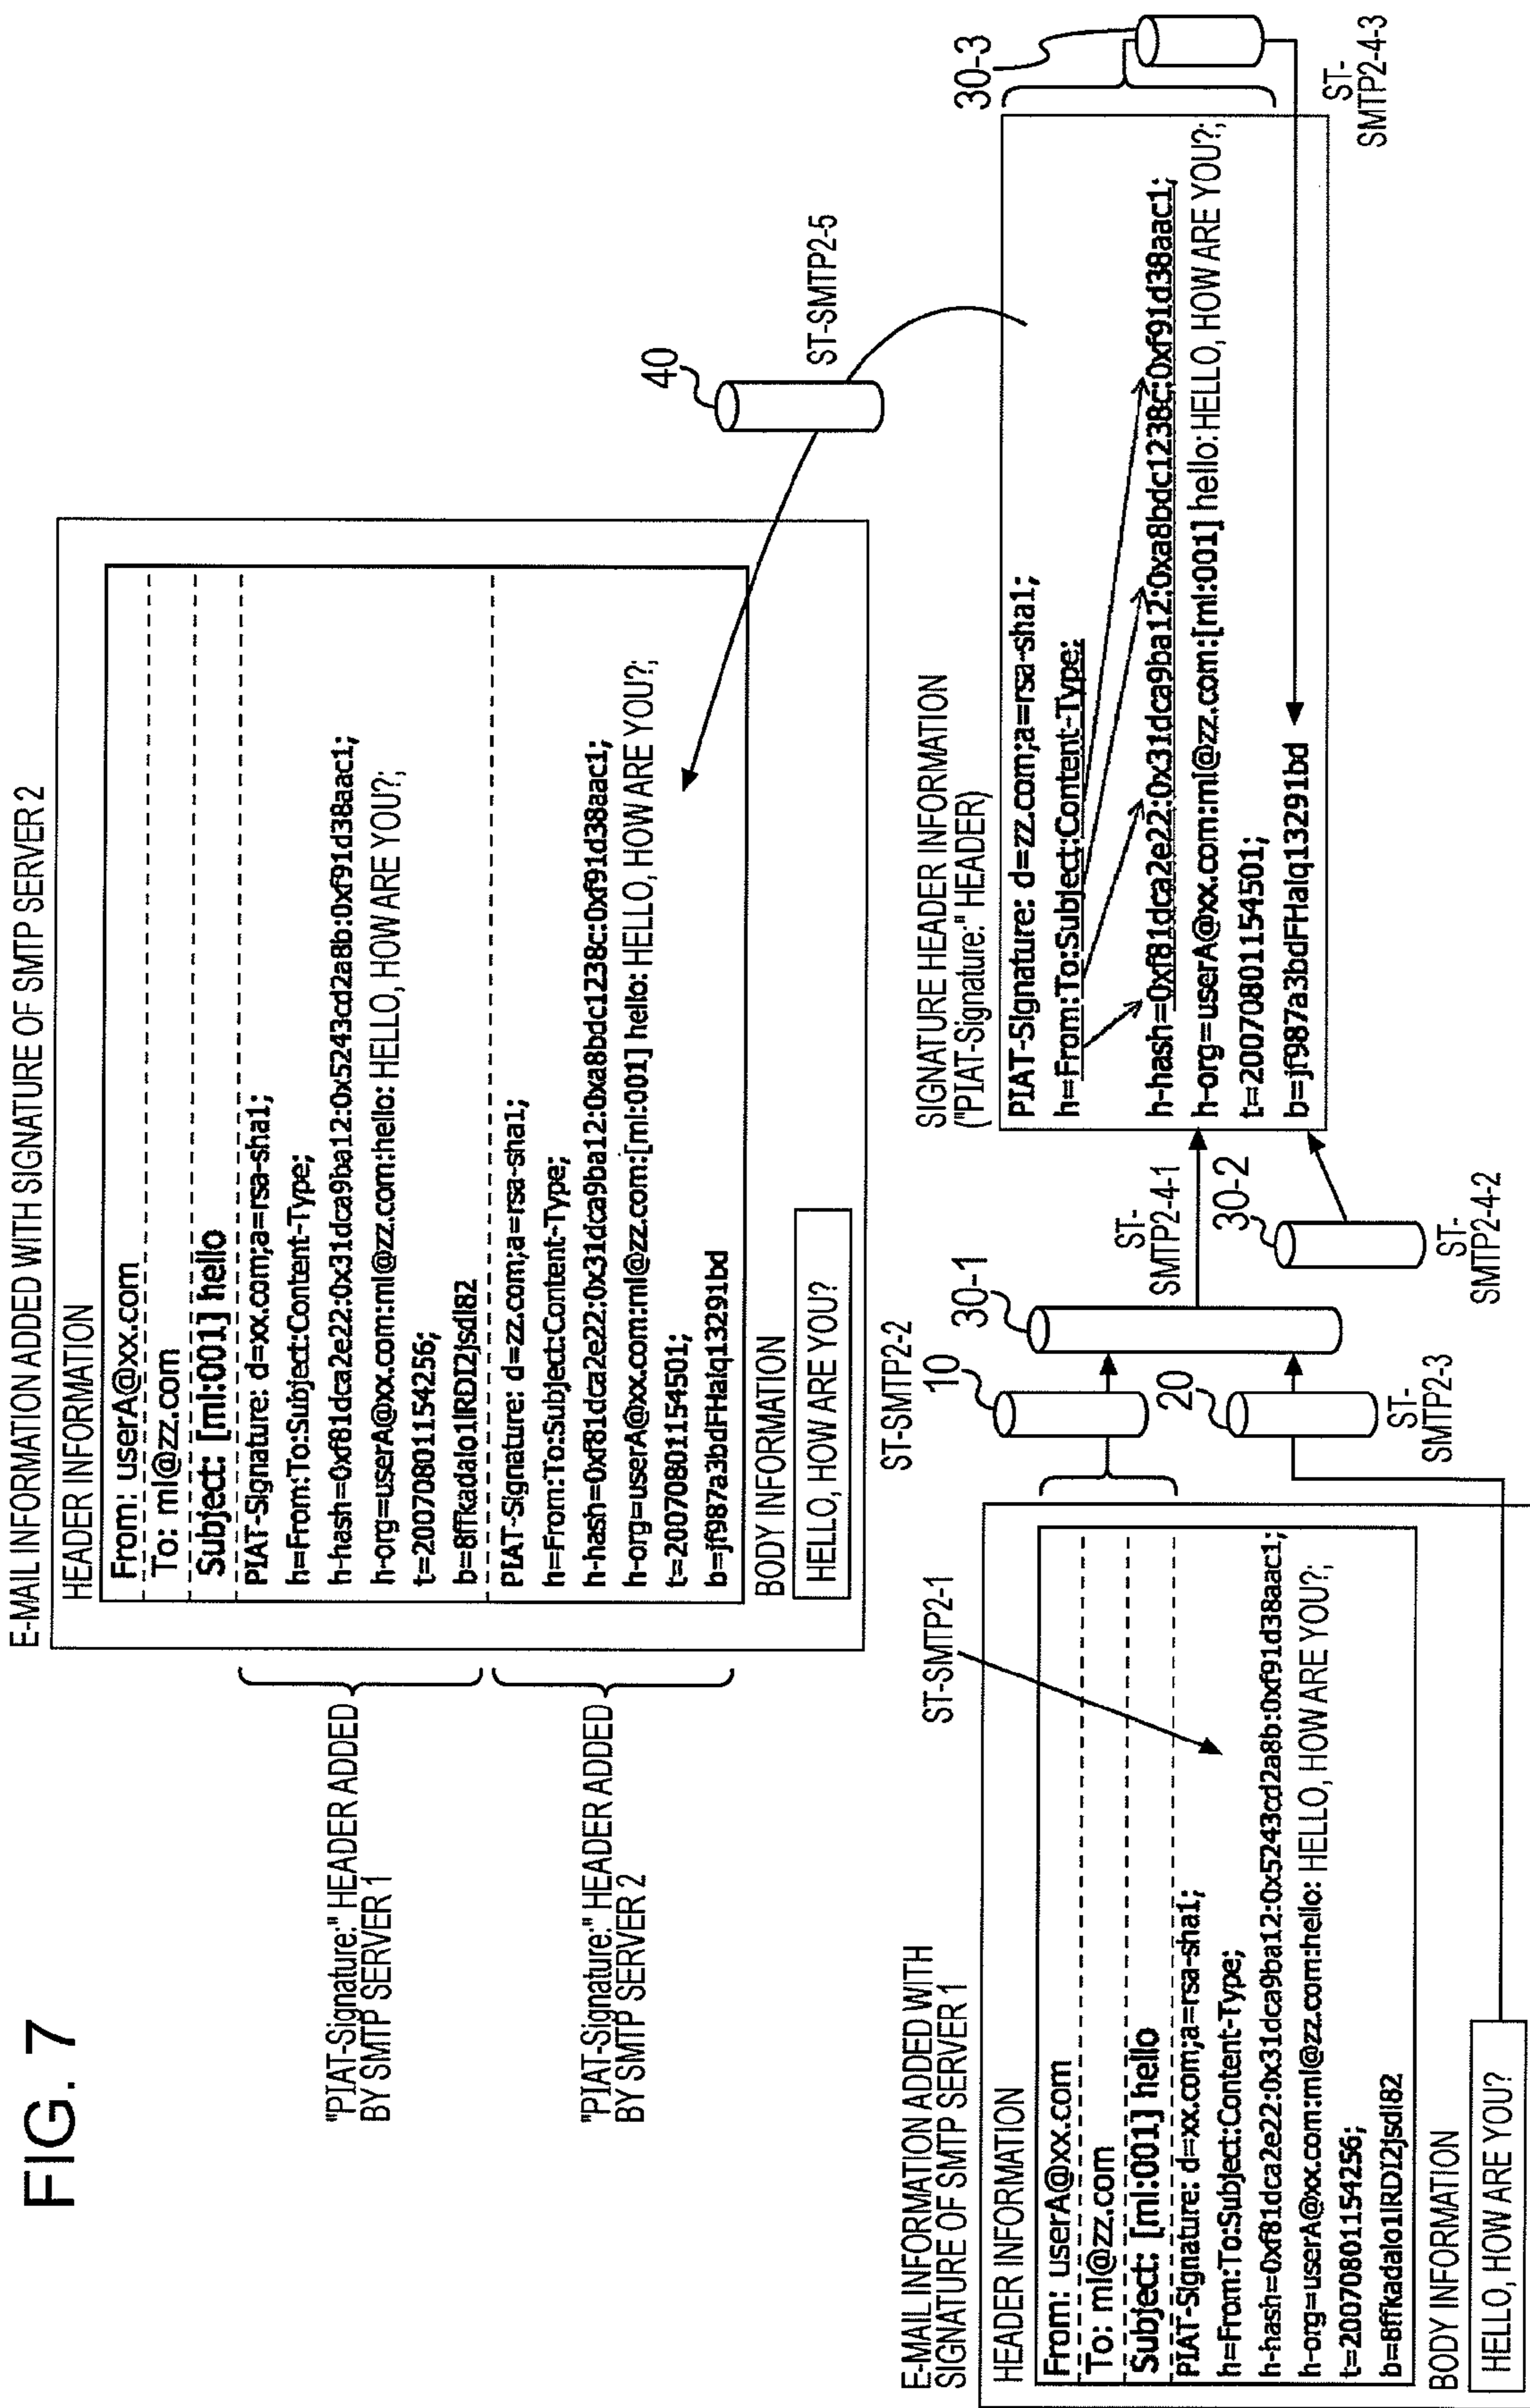 FIG. 7
E-MAIL INFORMATION ADDED WITH SIGNATURE OF SMTP SERVER 2
HEADER INFORMATION
From: userA@xx.com
To: ml@zz.com
Subject: [ml:001] hello
PIAT-Signature: d=xx.com;a=rsa-sha1;
h=From:To:Subject:Content-Type;
h-hash=0xf81dca2e22:0x31dca9ba12:0x5243cd2a8b:0xf91d38aac1;
h-org=userA@xx.com:ml@zz.com:hello: HELLO, HOW ARE YOU?;
t=20070801154256;
b=8ffkadalo1lRDI2jsdl82
PIAT-Signature: d=zz.com;a=rsa-sha1;
h=From:To:Subject:Content-Type;
h-hash=0xf81dca2e22:0x31dca9ba12:0xa8bdc1238c:0xf91d38aac1;
h-org=userA@xx.com:ml@zz.com:[ml:001] hello: HELLO, HOW ARE YOU?;
t=20070801154501;
b=jf987a3bdFHalq13291bd
BODY INFORMATION
HELLO, HOW ARE YOU?
"PIAT-Signature:" HEADER ADDED
BY SMTP SERVER 1
"PIAT-Signature:" HEADER ADDED
BY SMTP SERVER 2
40
ST-SMTP2-5
E-MAIL INFORMATION ADDED WITH
SIGNATURE OF SMTP SERVER 1
ST-SMTP2-1
HEADER INFORMATION
From: userA@xx.com
To: ml@zz.com
Subject: [ml:001] hello
PIAT-Signature: d=xx.com;a=rsa-sha1;
h=From:To:Subject:Content-Type;
h-hash=0xf81dca2e22:0x31dca9ba12:0x5243cd2a8b:0xf91d38aac1;
h-org=userA@xx.com:ml@zz.com:hello: HELLO, HOW ARE YOU?;
t=20070801154256;
b=8ffkadalo1lRDI2jsdl82
BODY INFORMATION
HELLO, HOW ARE YOU?
ST-SMTP2-2
10
20
ST-
SMTP2-3
30-1
ST-
SMTP2-4-1
30-2
ST-
SMTP2-4-2
SIGNATURE HEADER INFORMATION
("PIAT-Signature:" HEADER)
PIAT-Signature: d=zz.com;a=rsa-sha1;
h=From:To:Subject:Content-Type;
h-hash=0xf81dca2e22:0x31dca9ba12:0xa8bdc1238c:0xf91d38aac1;
h-org=userA@xx.com:ml@zz.com:[ml:001] hello: HELLO, HOW ARE YOU?;
t=20070801154501;
b=jf987a3bdFHalq13291bd
30-3
ST-
SMTP2-4-3